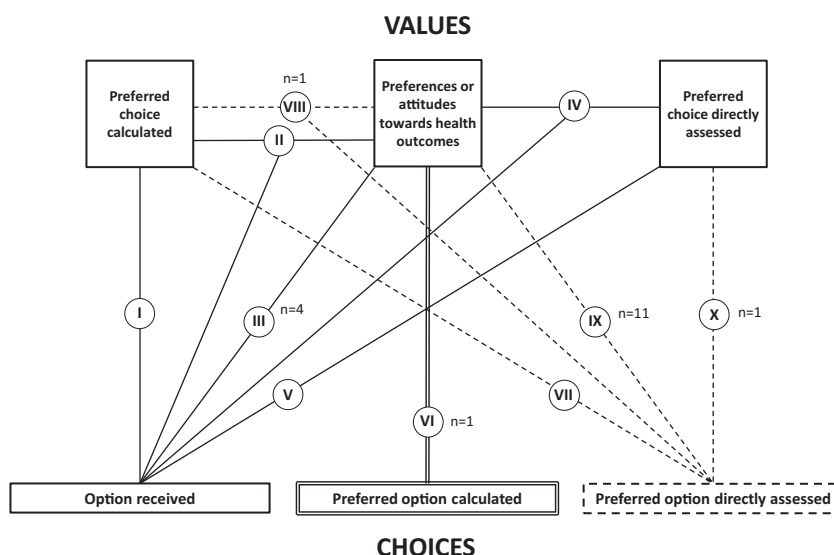 VALUES
Preferred
choice
calculated
n=1
VIII
II
Preferences or
attitudes
towards health
outcomes
IV
Preferred
choice directly
assessed
I
III
n=4
IX
n=11
X
n=1
V
VII
VI
n=1
Option received
Preferred option calculated
Preferred option directly assessed
CHOICES